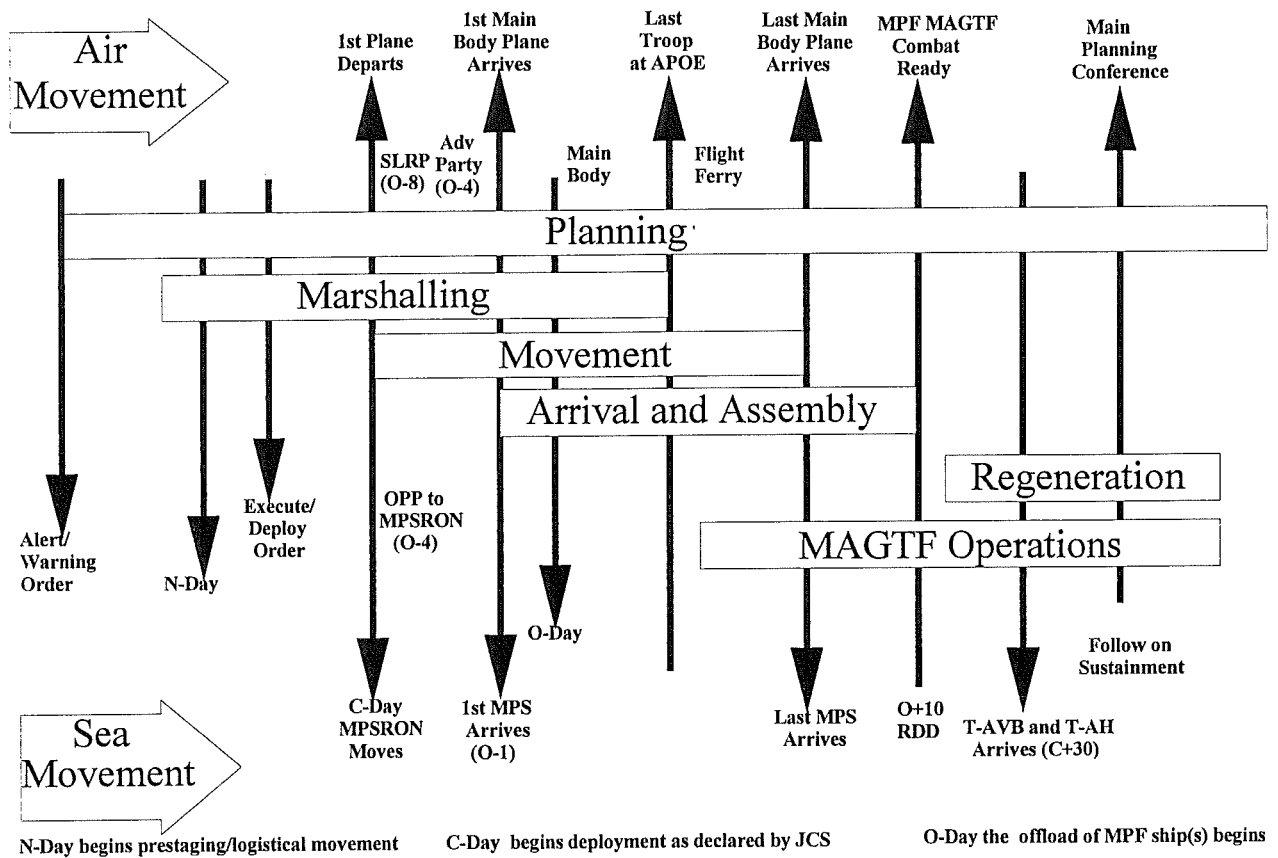 Air
Movement
1st Plane
Departs
1st Main
Body Plane
Arrives
Last
Troop
at APOE
Last Main
Body Plane
Arrives
MPF MAGTF
Combat
Ready
Main
Planning
Conference
SLRP
(O-8)
Adv
Party
(O-4)
Main
Body
Flight
Ferry
Planning
Marshalling
Movement
Arrival and Assembly
Regeneration
MAGTF Operations
Alert/
Warning
Order
N-Day
Execute/
Deploy
Order
OPP to
MPSRON
(O-4)
O-Day
C-Day
MPSRON
Moves
1st MPS
Arrives
(O-1)
Last MPS
Arrives
O+10
RDD
T-AVB and T-AH
Arrives (C+30)
Follow on
Sustainment
Sea
Movement
N-Day begins prestaging/logistical movement
C-Day begins deployment as declared by JCS
O-Day the offload of MPF ship(s) begins